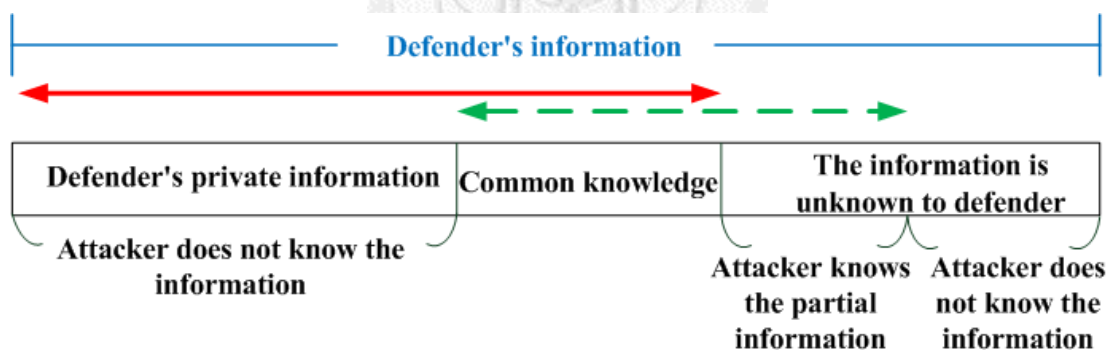 Defender's information
Defender's private information
Common knowledge
The information is
unknown to defender
Attacker does not know the
information
Attacker knows
the partial
information
Attacker does
not know the
information